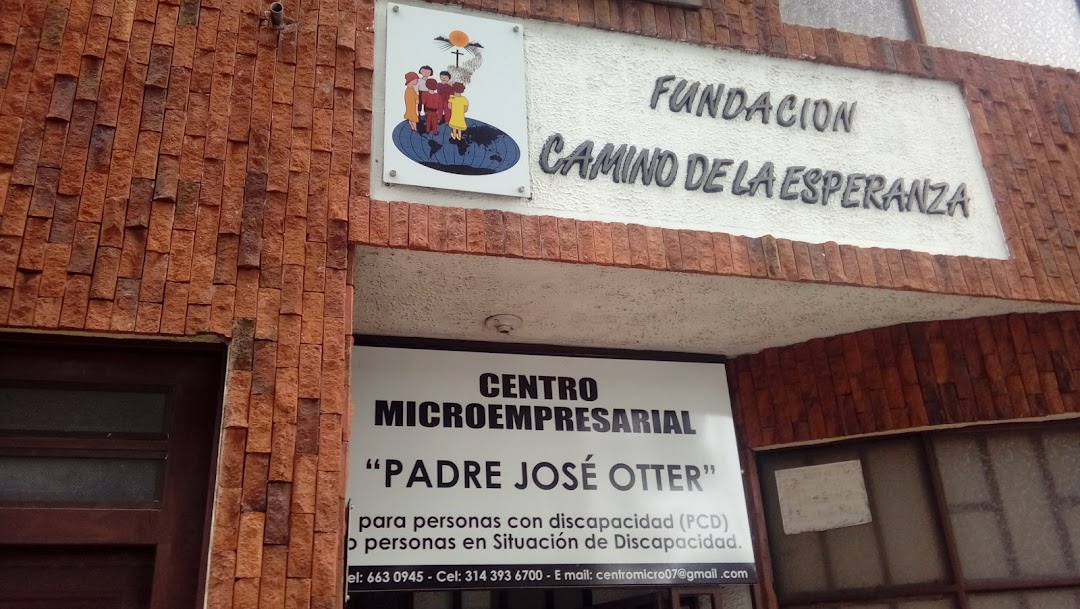 FUNDACION
CAMINO DE LA ESPERANZA
CENTRO
MICROEMPRESARIAL
“PADRE JOSÉ OTTER”
para personas con discapacidad (PCD)
o personas en Situación de Discapacidad.
el: 663 0945 - Cel: 314 393 6700 - E mail: centromicro07@gmail .com